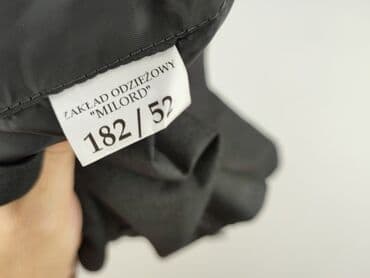 ZAKŁAD ODZIEŻOWY
"MILORD"
182 / 52